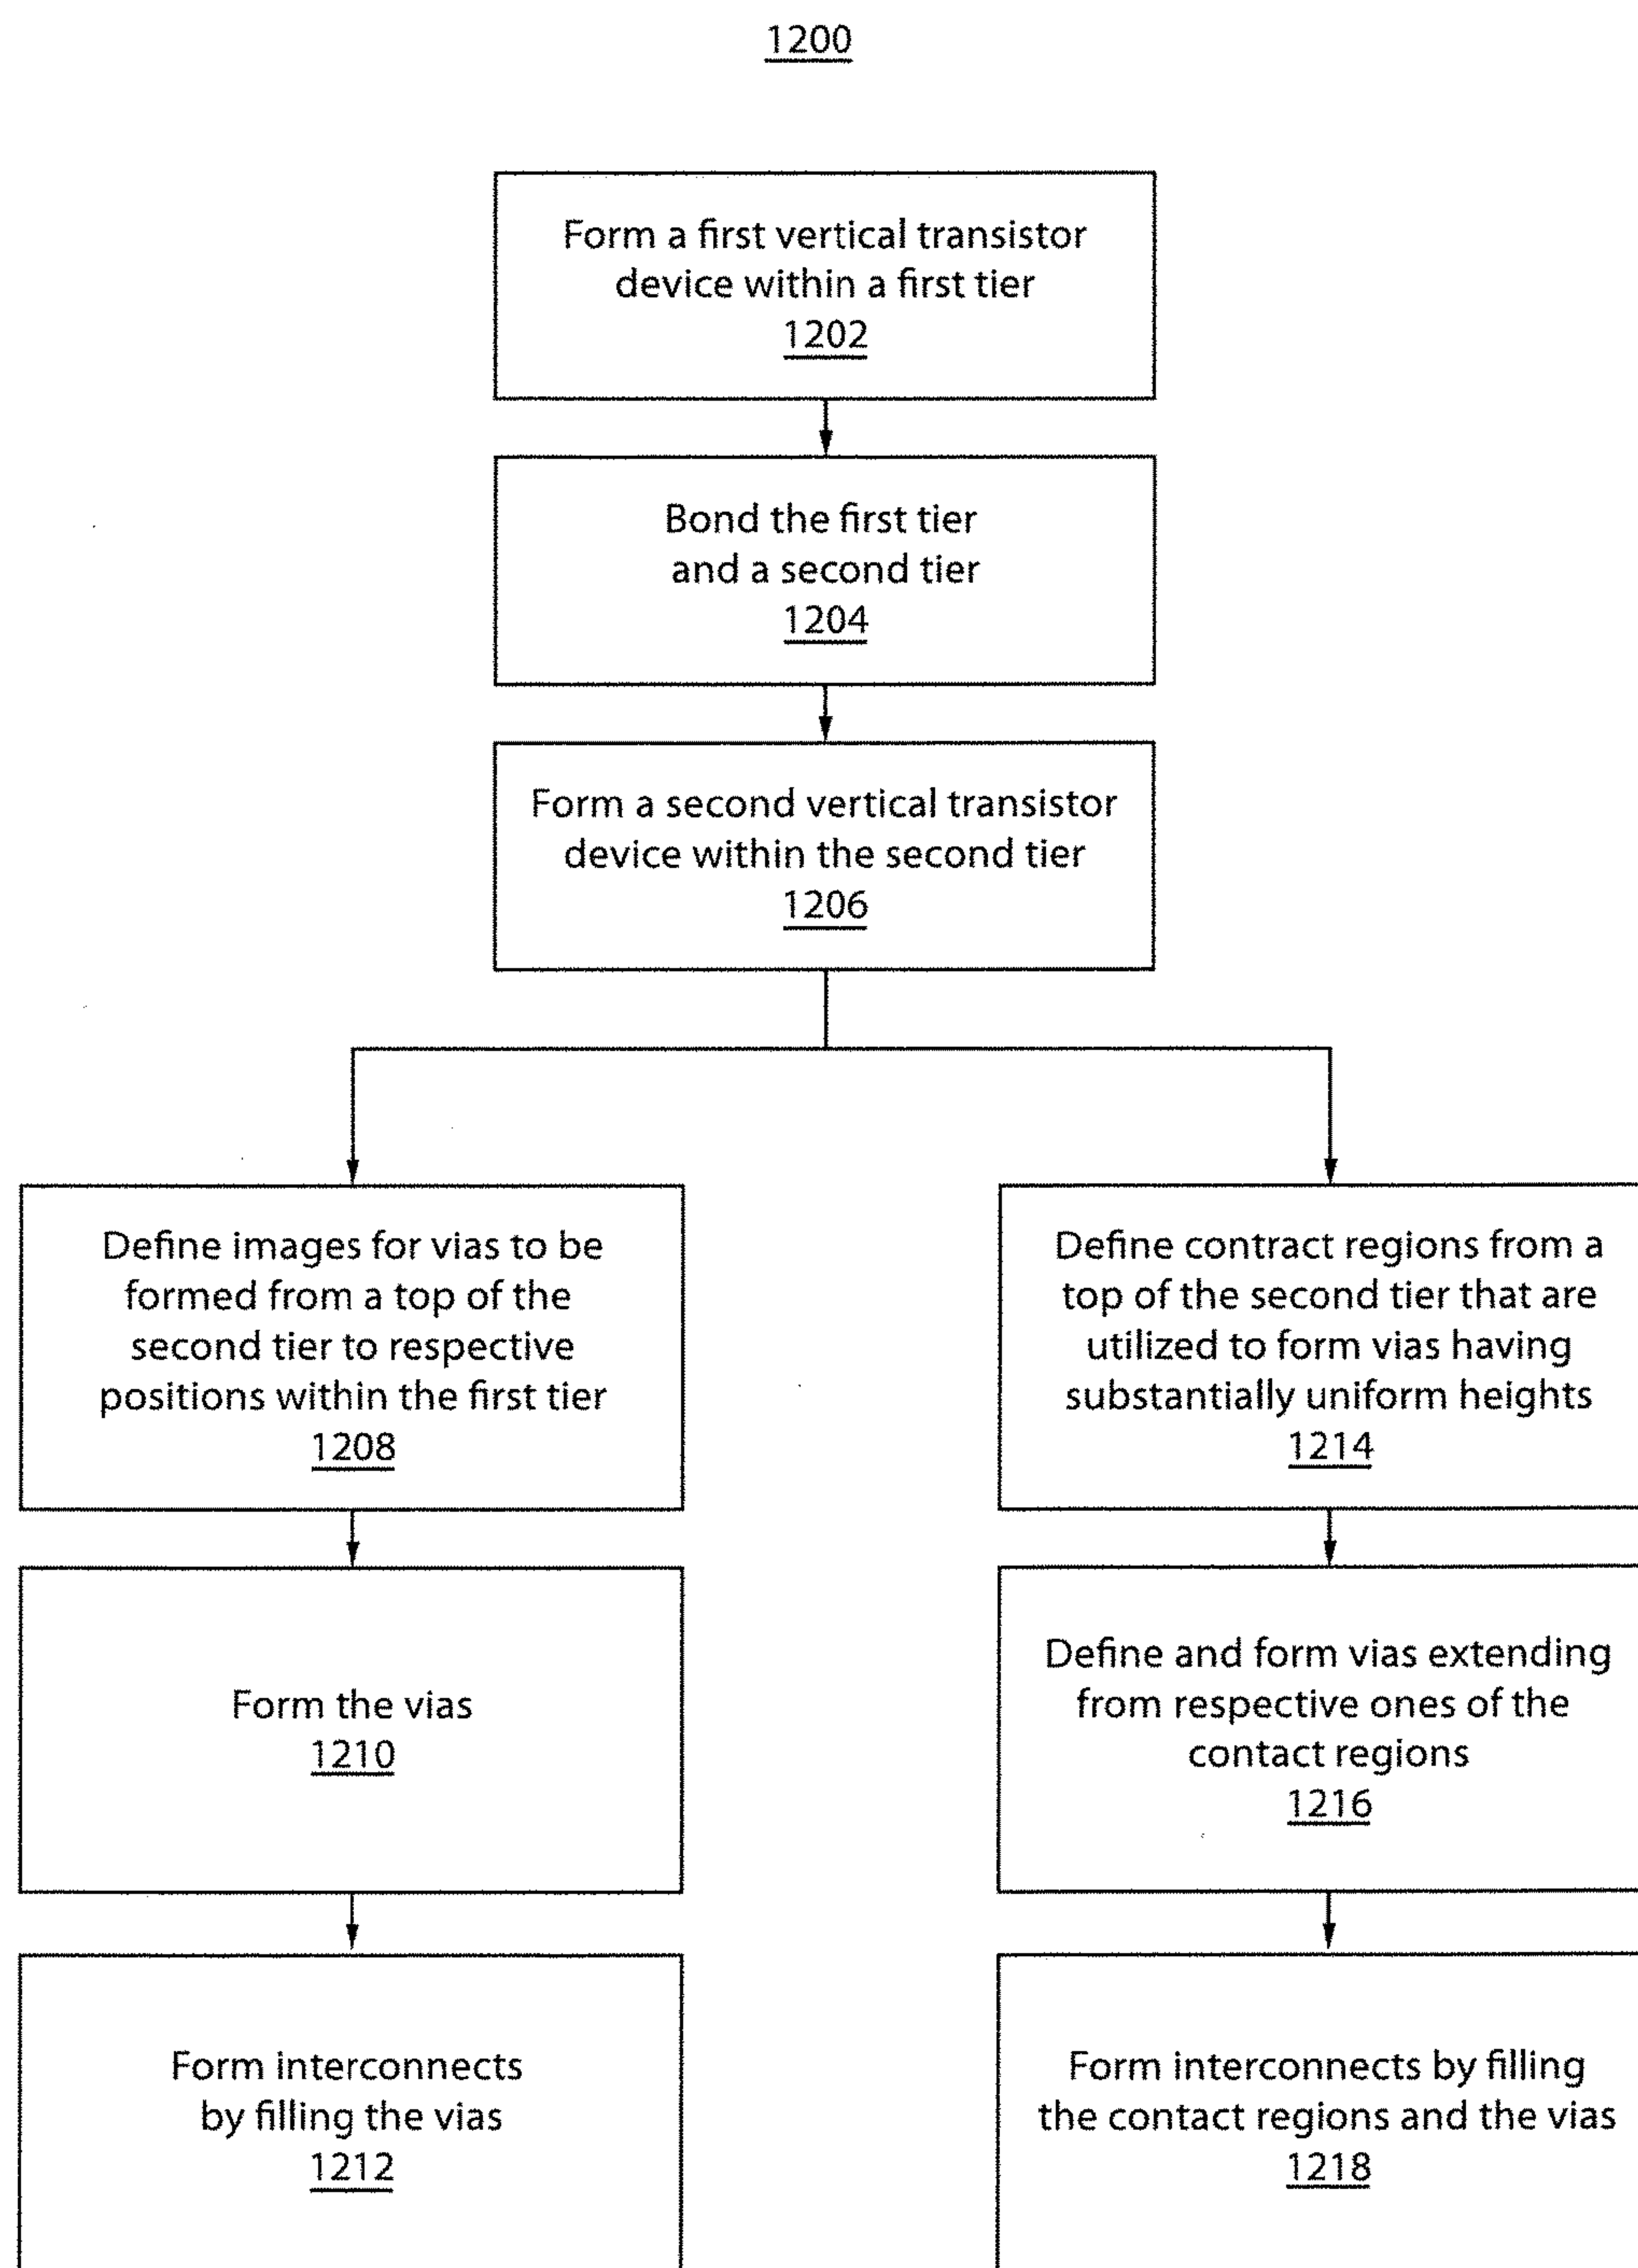 1200
Form a first vertical transistor
device within a first tier
1202
Bond the first tier
and a second tier
1204
Form a second vertical transistor
device within the second tier
1206
Define images for vias to be
formed from a top of the
second tier to respective
positions within the first tier
1208
Form the vias
1210
Form interconnects
by filling the vias
1212
Define contract regions from a
top of the second tier that are
utilized to form vias having
substantially uniform heights
1214
Define and form vias extending
from respective ones of the
contact regions
1216
Form interconnects by filling
the contact regions and the vias
1218